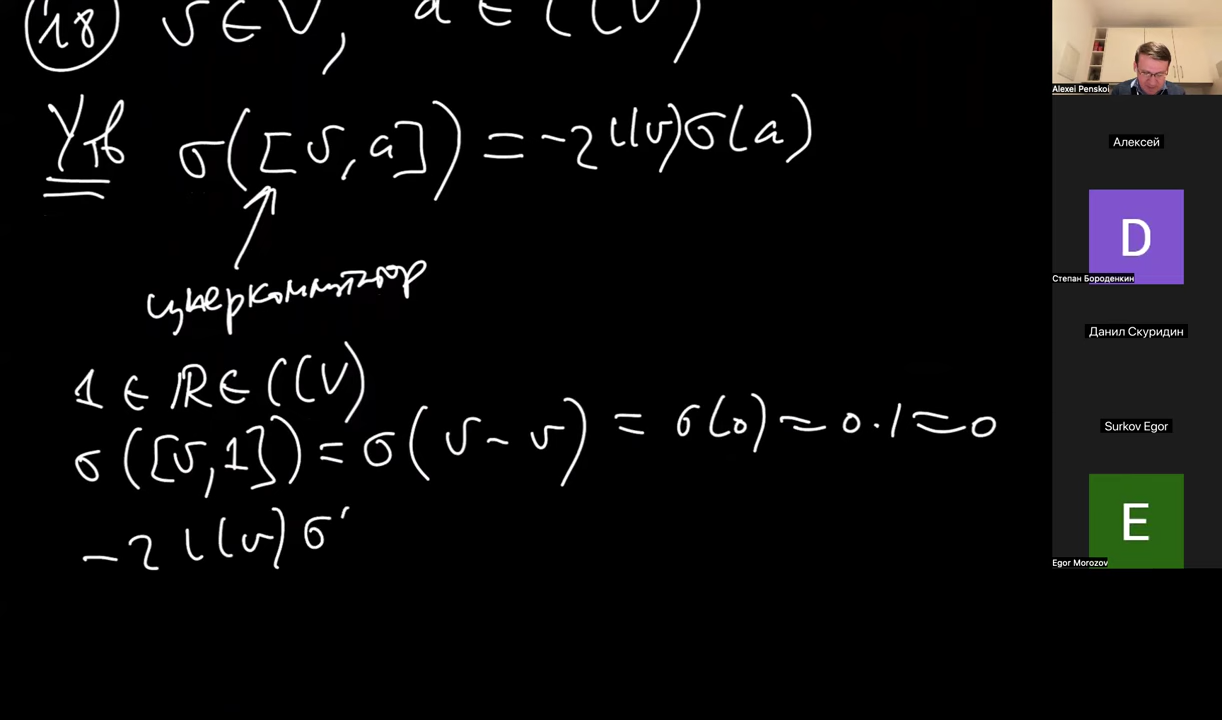 18 v ∈ V, a ∈ C(V)
Утв σ([v, a]) = -2 ι(v)σ(a)
суперкоммутатор
1 ∈ ℝ ∈ C(V)
σ([v, 1]) = σ(v - v) = σ(0) = 0·1 = 0
-2 ι(v) σ
Alexei Penskoi
Алексей
D
Степан Бороденкин
Данил Скуридин
Surkov Egor
E
Egor Morozov